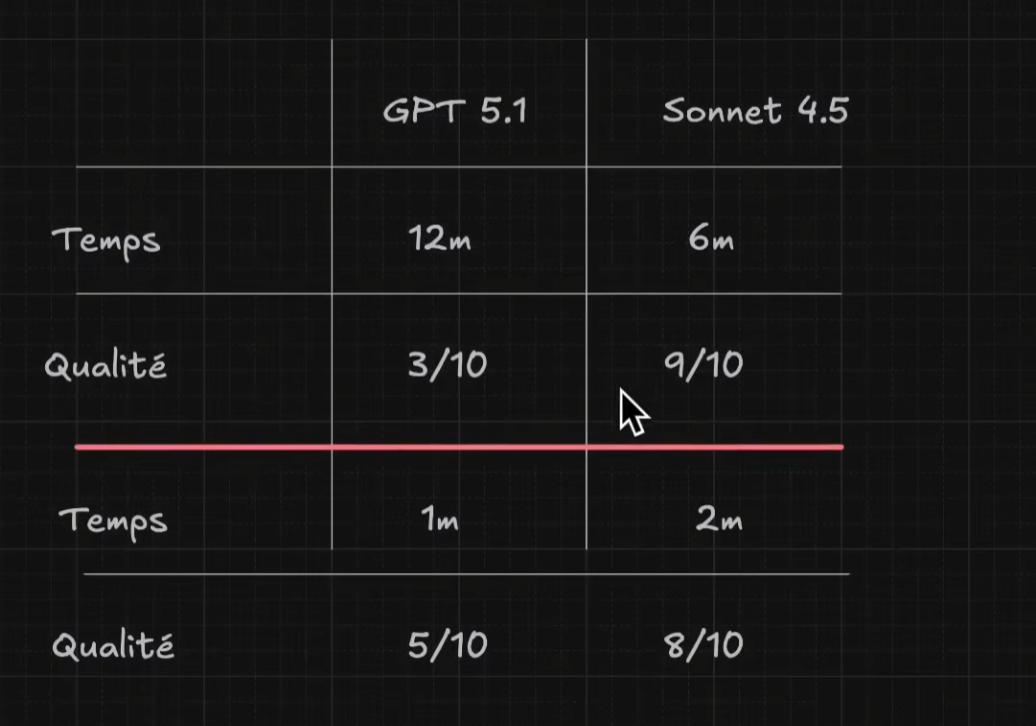 GPT 5.1 Sonnet 4.5
Temps 12m 6m
Qualité 3/10 9/10
Temps 1m 2m
Qualité 5/10 8/10